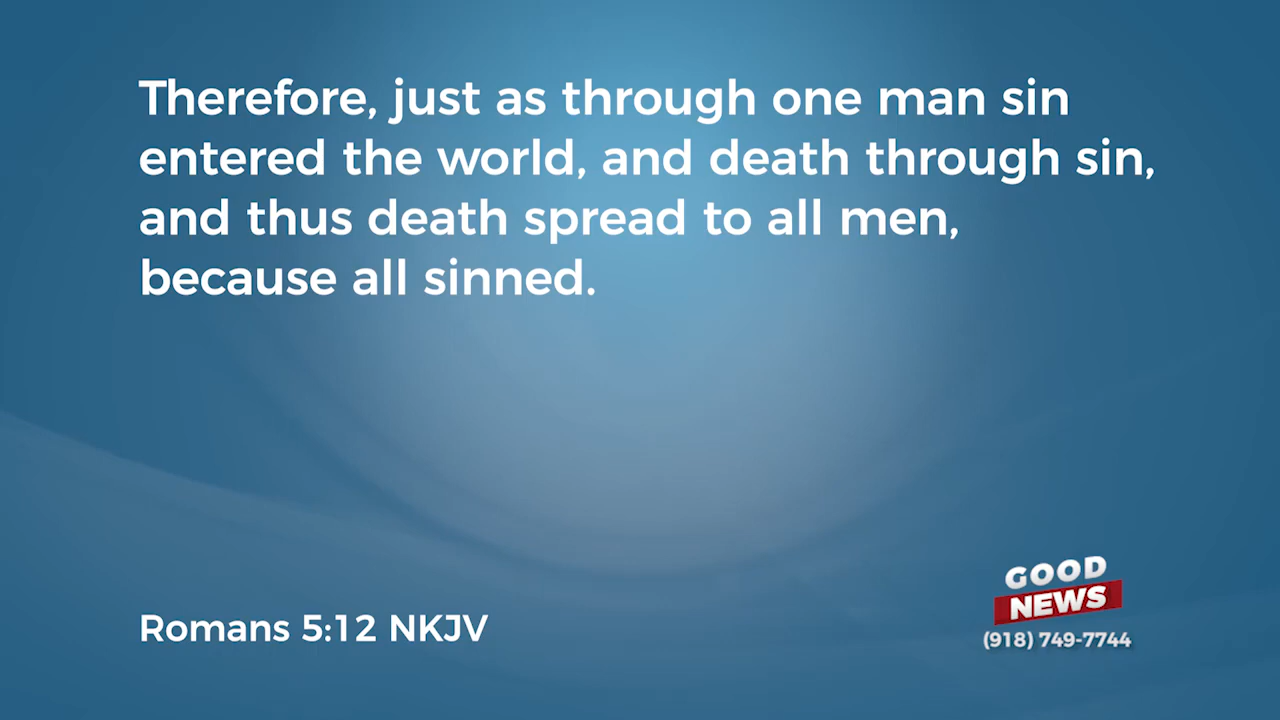 Therefore, just as through one man sin
entered the world, and death through sin,
and thus death spread to all men,
because all sinned.
Romans 5:12 NKJV
GOOD
NEWS
(918) 749-7744